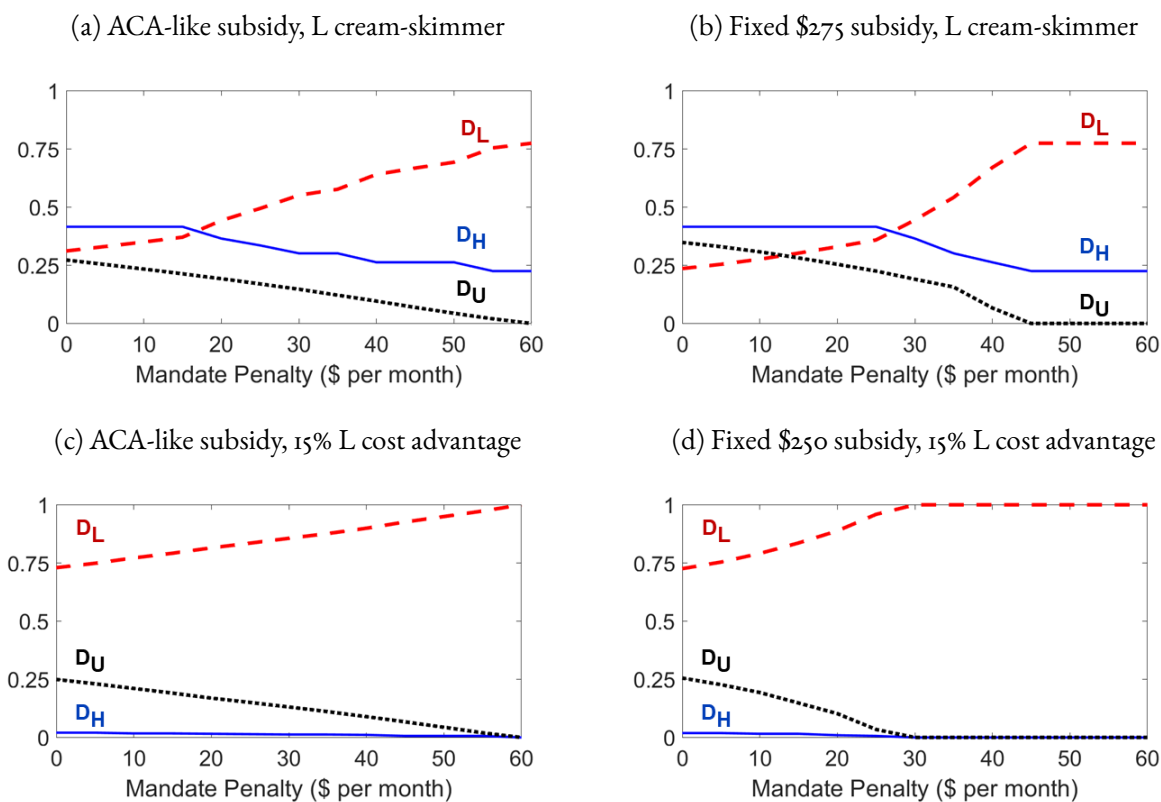 (a) ACA-like subsidy, L cream-skimmer
1
0.75
0.5
0.25
0
D_L
D_H
D_U
0 10 20 30 40 50 60
Mandate Penalty ($ per month)
(b) Fixed $275 subsidy, L cream-skimmer
1
0.75
0.5
0.25
0
D_L
D_H
D_U
0 10 20 30 40 50 60
Mandate Penalty ($ per month)
(c) ACA-like subsidy, 15% L cost advantage
1
0.75
0.5
0.25
0
D_L
D_U
D_H
0 10 20 30 40 50 60
Mandate Penalty ($ per month)
(d) Fixed $250 subsidy, 15% L cost advantage
1
0.75
0.5
0.25
0
D_L
D_U
D_H
0 10 20 30 40 50 60
Mandate Penalty ($ per month)